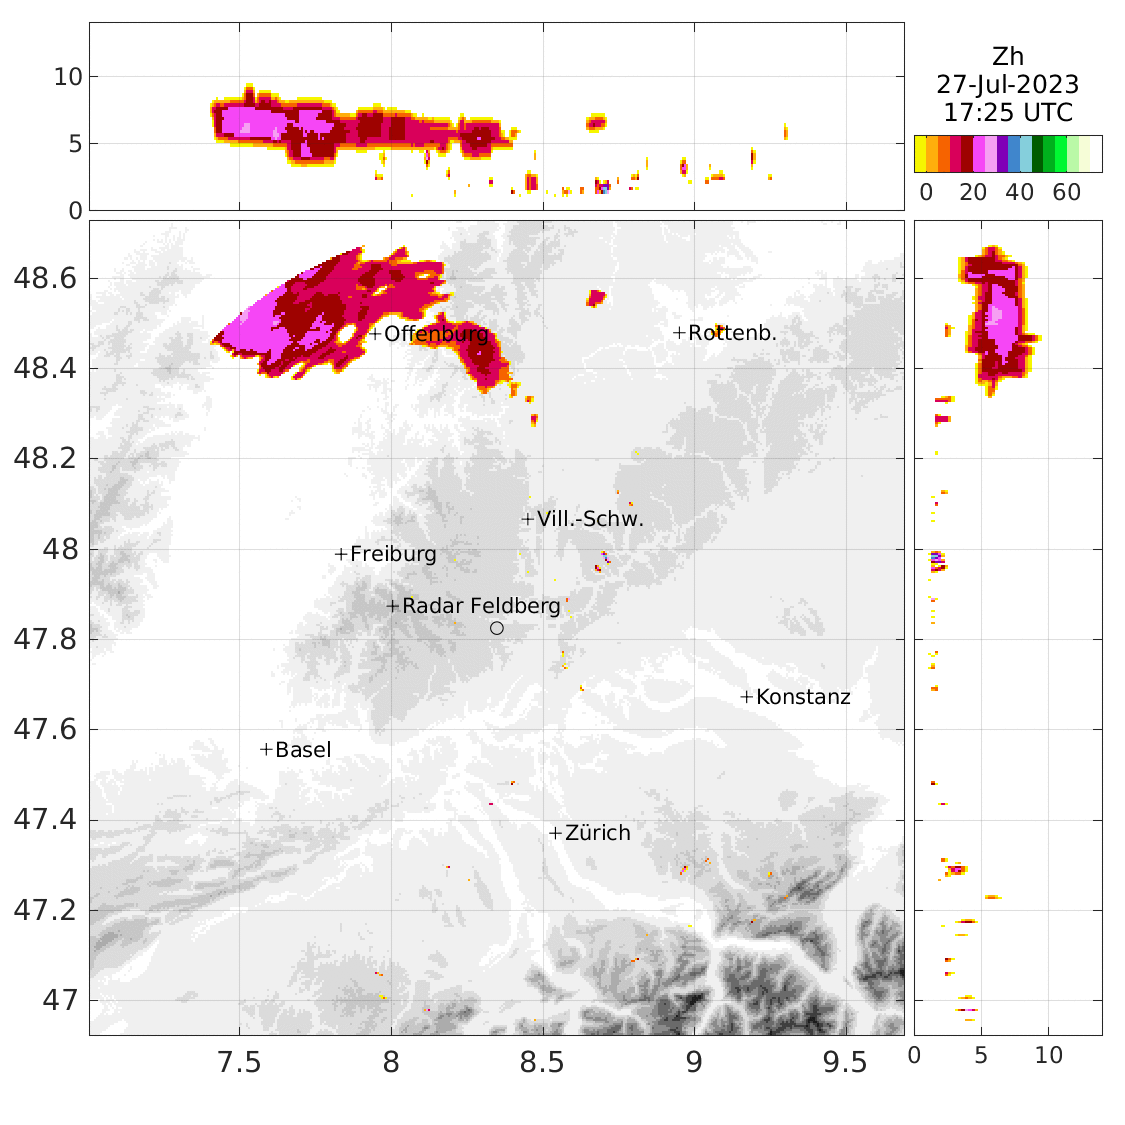 Zh
27-Jul-2023
17:25 UTC
0 20 40 60
10
5
0
48.6
48.4
48.2
48
47.8
47.6
47.4
47.2
47
Offenburg
Rottenb.
Vill.-Schw.
Freiburg
Radar Feldberg
Konstanz
Basel
Zürich
7.5 8 8.5 9 9.5
0 5 10